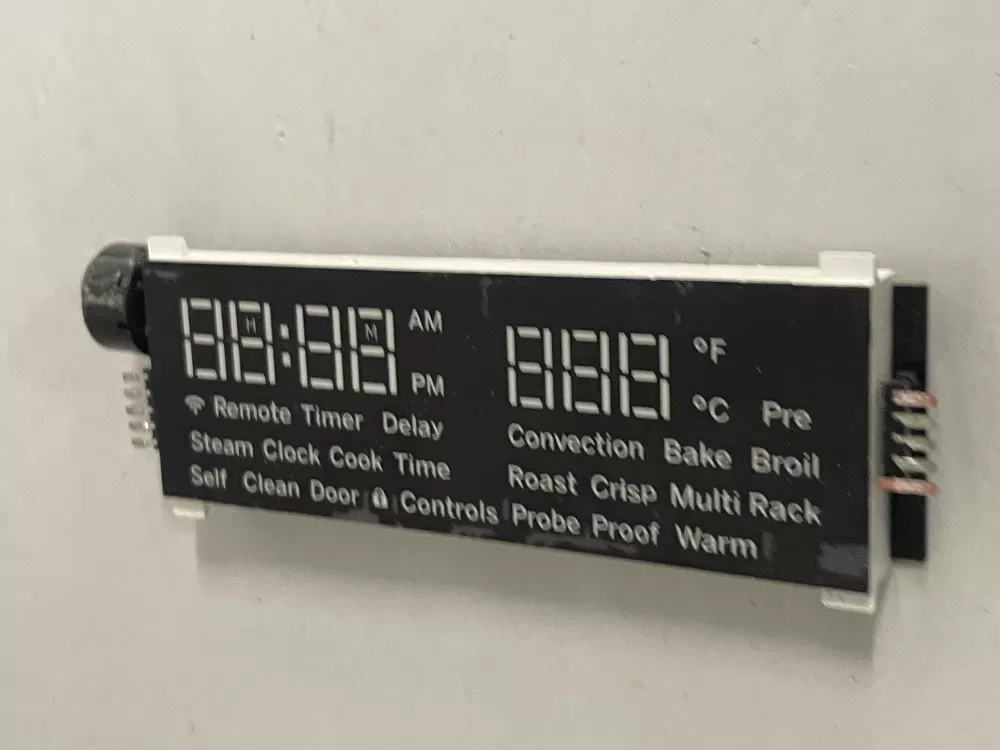 88:88 AM
H M
PM
Remote Timer Delay
Steam Clock Cook Time
Self Clean Door Controls
888 °F
°C Pre
Convection Bake Broil
Roast Crisp Multi Rack
Probe Proof Warm